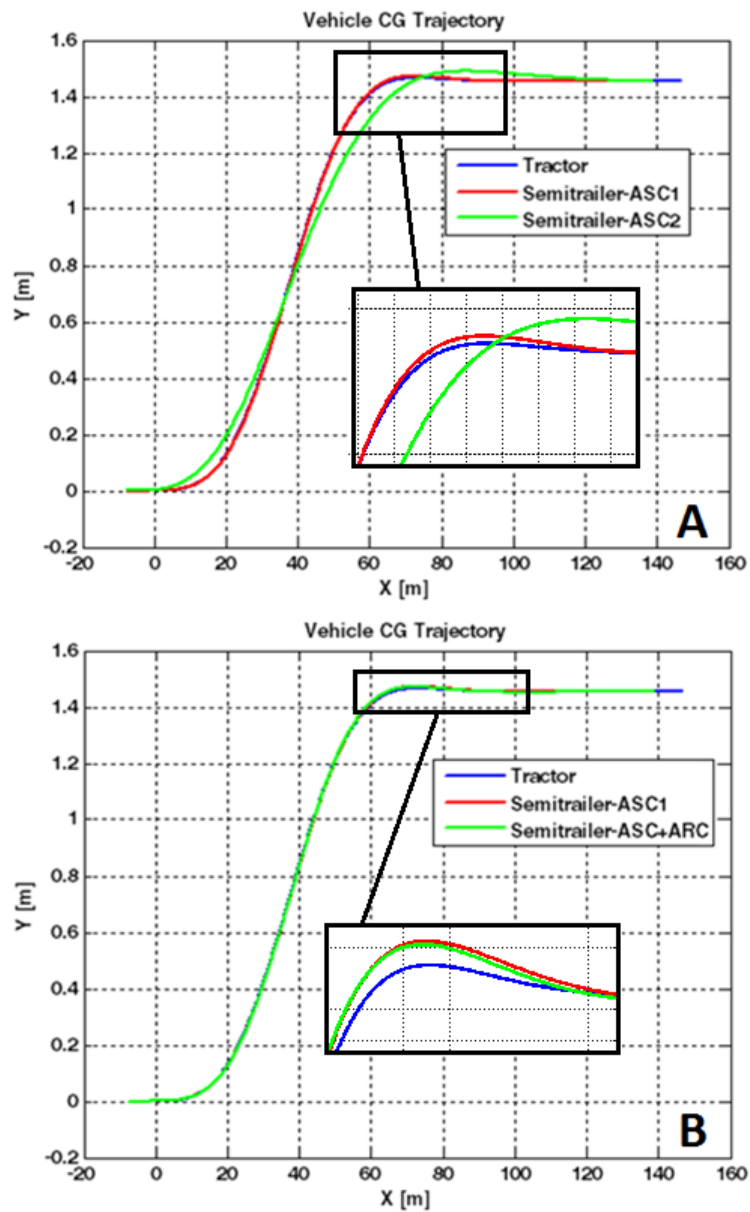 Vehicle CG Trajectory
1.6
1.4
1.2
1
0.8
0.6
0.4
0.2
0
-0.2
Y [m]
Tractor
Semitrailer-ASC1
Semitrailer-ASC2
A
-20 0 20 40 60 80 100 120 140 160
X [m]
Vehicle CG Trajectory
1.6
1.4
1.2
1
0.8
0.6
0.4
0.2
0
0.2
Y [m]
Tractor
Semitrailer-ASC1
Semitrailer-ASC+ARC
B
-20 0 20 40 60 80 100 120 140 160
X [m]